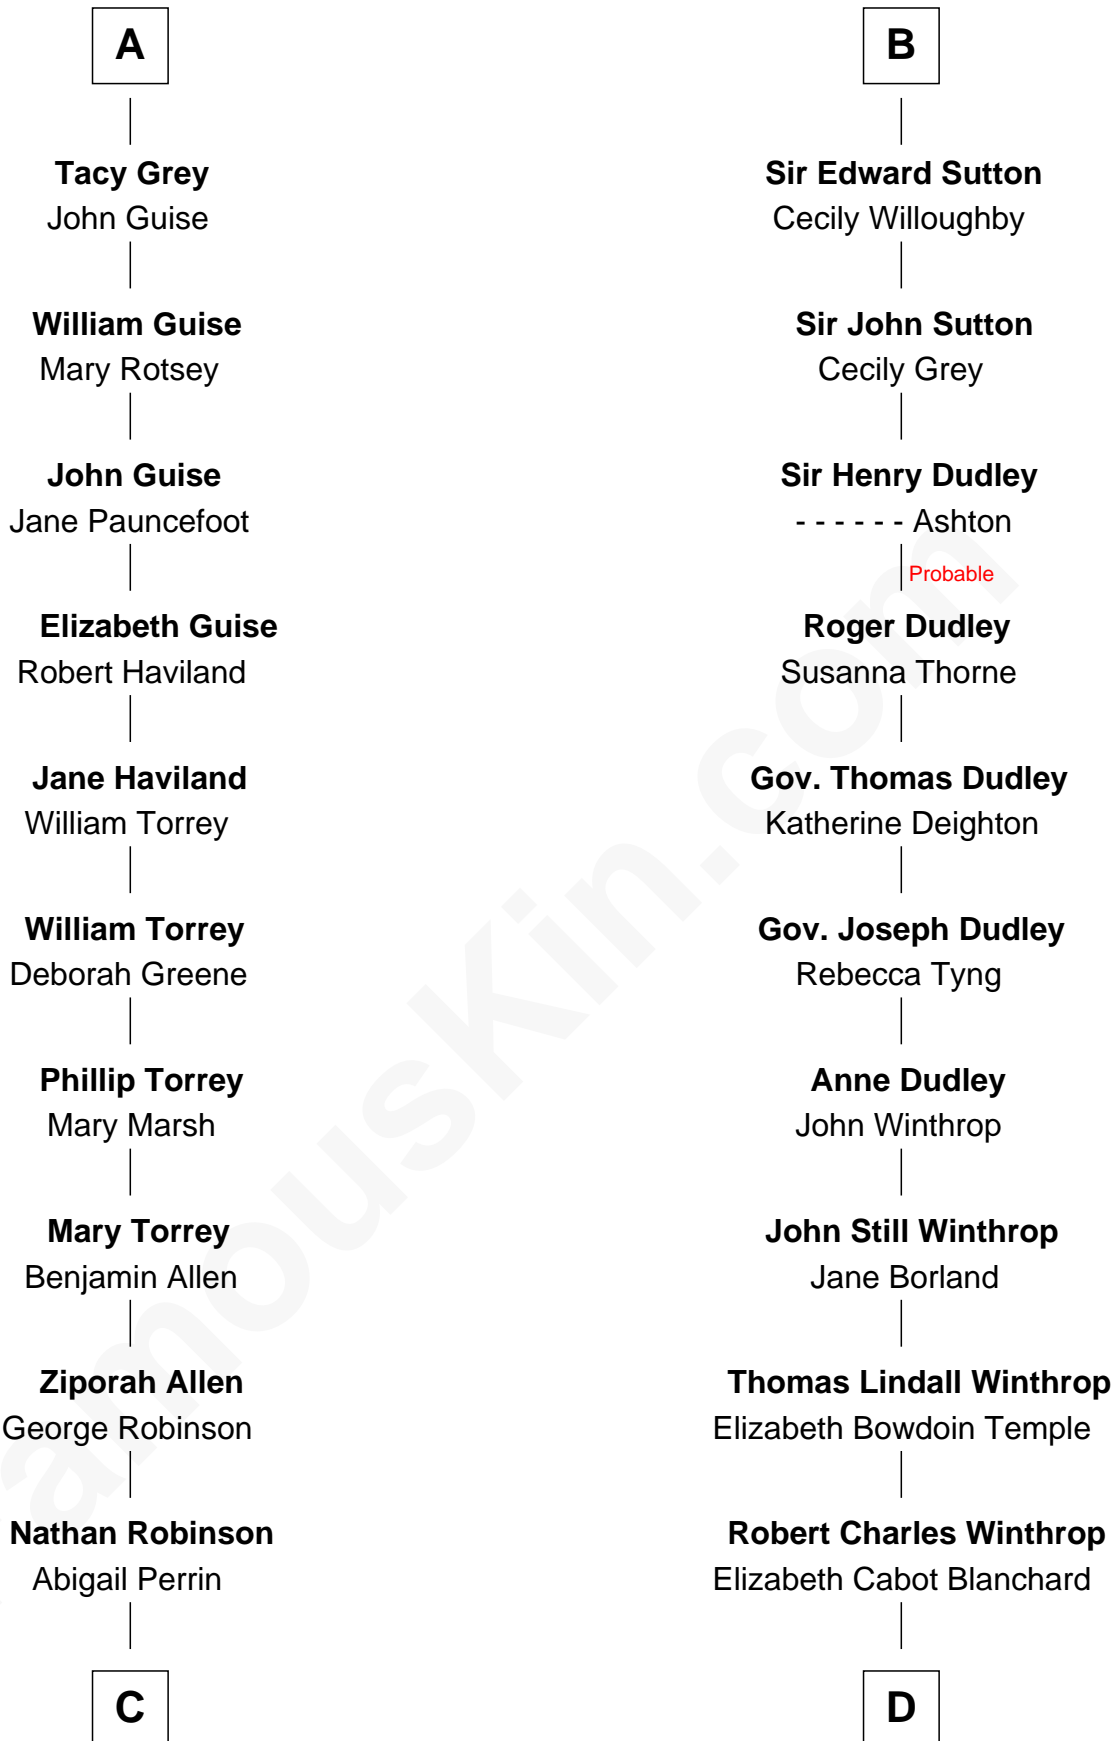 A
Tacy Grey
John Guise
William Guise
Mary Rotsey
John Guise
Jane Pauncefoot
Elizabeth Guise
Robert Haviland
Jane Haviland
William Torrey
William Torrey
Deborah Greene
Phillip Torrey
Mary Marsh
Mary Torrey
Benjamin Allen
Ziporah Allen
George Robinson
Nathan Robinson
Abigail Perrin
C
B
Sir Edward Sutton
Cecily Willoughby
Sir John Sutton
Cecily Grey
Sir Henry Dudley
- - - - - - Ashton
Probable
Roger Dudley
Susanna Thorne
Gov. Thomas Dudley
Katherine Deighton
Gov. Joseph Dudley
Rebecca Tyng
Anne Dudley
John Winthrop
John Still Winthrop
Jane Borland
Thomas Lindall Winthrop
Elizabeth Bowdoin Temple
Robert Charles Winthrop
Elizabeth Cabot Blanchard
D
amouskin.com